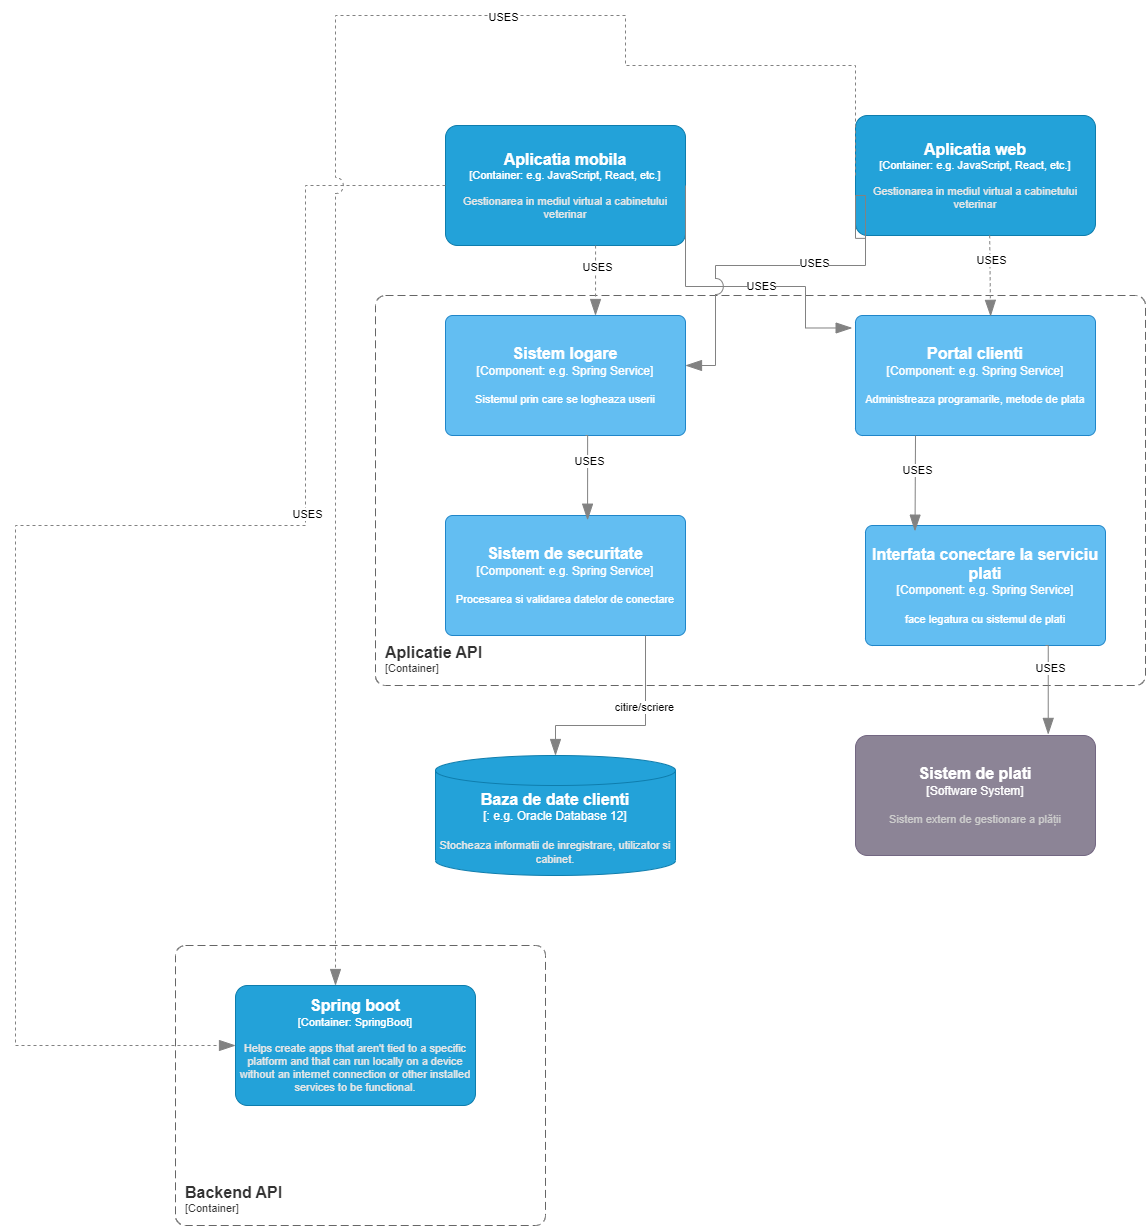 USES
Aplicatia mobila
[Container: e.g. JavaScript, React, etc.]
Gestionarea in mediul virtual a cabinetului
veterinar
Aplicatia web
[Container: e.g. JavaScript, React, etc.]
Gestionarea in mediul virtual a cabinetului
veterinar
USES
USES
USES
USES
Sistem logare
[Component: e.g. Spring Service]
Sistemul prin care se logheaza userii
Portal clienti
[Component: e.g. Spring Service]
Administreaza programarile, metode de plata
USES
USES
USES
Sistem de securitate
[Component: e.g. Spring Service]
Procesarea si validarea datelor de conectare
Interfata conectare la serviciu
plati
[Component: e.g. Spring Service]
face legatura cu sistemul de plati
Aplicatie API
[Container]
USES
citire/scriere
Baza de date clienti
[: e.g. Oracle Database 12]
Stocheaza informatii de inregistrare, utilizator si
cabinet.
Sistem de plati
[Software System]
Sistem extern de gestionare a plății
Spring boot
[Container: SpringBoot]
Helps create apps that aren't tied to a specific
platform and that can run locally on a device
without an internet connection or other installed
services to be functional.
Backend API
[Container]